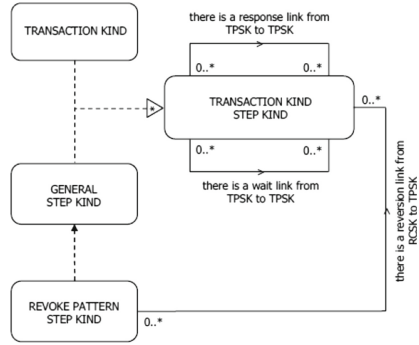 there is a response link from
TPSK to TPSK
TRANSACTION KIND
0..*
0..*
TRANSACTION KIND
STEP KIND
0..*
*
0..*
0..*
there is a wait link from
TPSK to TPSK
GENERAL
STEP KIND
there is a reversion link from
RCSK to TPSK
REVOKE PATTERN
STEP KIND
0..*